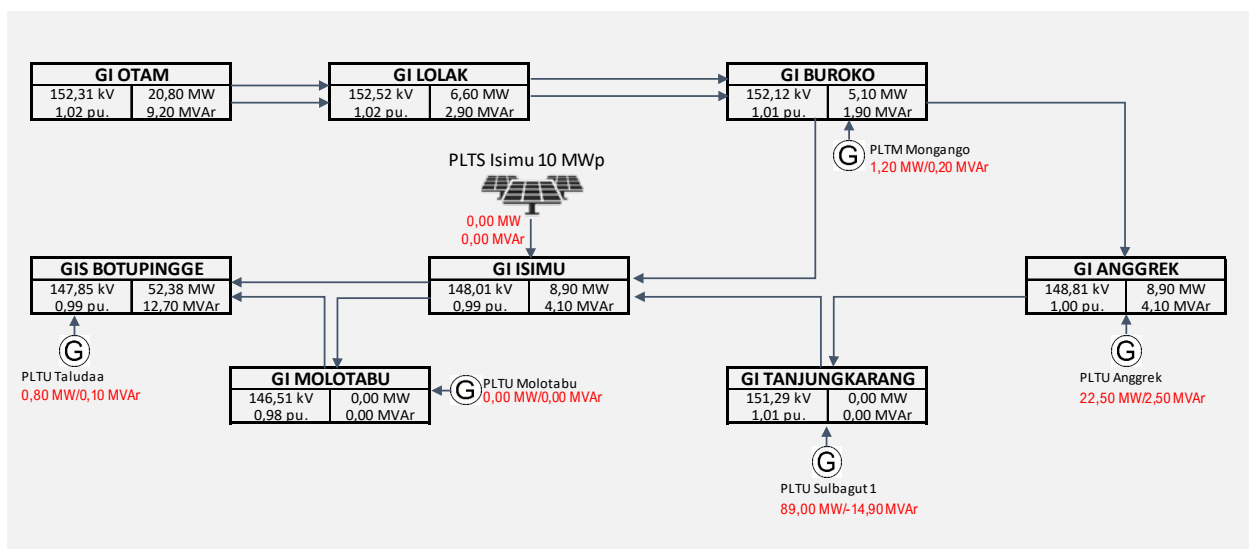 GI OTAM
152,31 kV 20,80 MW
1,02 pu. 9,20 MVAr
GI LOLAK
152,52 kV 6,60 MW
1,02 pu. 2,90 MVAr
GI BUROKO
152,12 kV 5,10 MW
1,01 pu. 1,90 MVAr
G
PLTM Mongango
1,20 MW/0,20 MVAr
PLTS Isimu 10 MWp
0,00 MW
0,00 MVAr
GIS BOTUPINGGE
147,85 kV 52,38 MW
0,99 pu. 12,70 MVAr
GI ISIMU
148,01 kV 8,90 MW
0,99 pu. 4,10 MVAr
GI ANGGREK
148,81 kV 8,90 MW
1,00 pu. 4,10 MVAr
G
PLTU Taludaa
0,80 MW/0,10 MVAr
GI MOLOTABU
146,51 kV 0,00 MW
0,98 pu. 0,00 MVAr
G
PLTU Molotabu
0,00 MW/0,00 MVAr
GI TANJUNGKARANG
151,29 kV 0,00 MW
1,01 pu. 0,00 MVAr
G
PLTU Anggrek
22,50 MW/2,50 MVAr
G
PLTU Sulbagut 1
89,00 MW/-14,90 MVAr